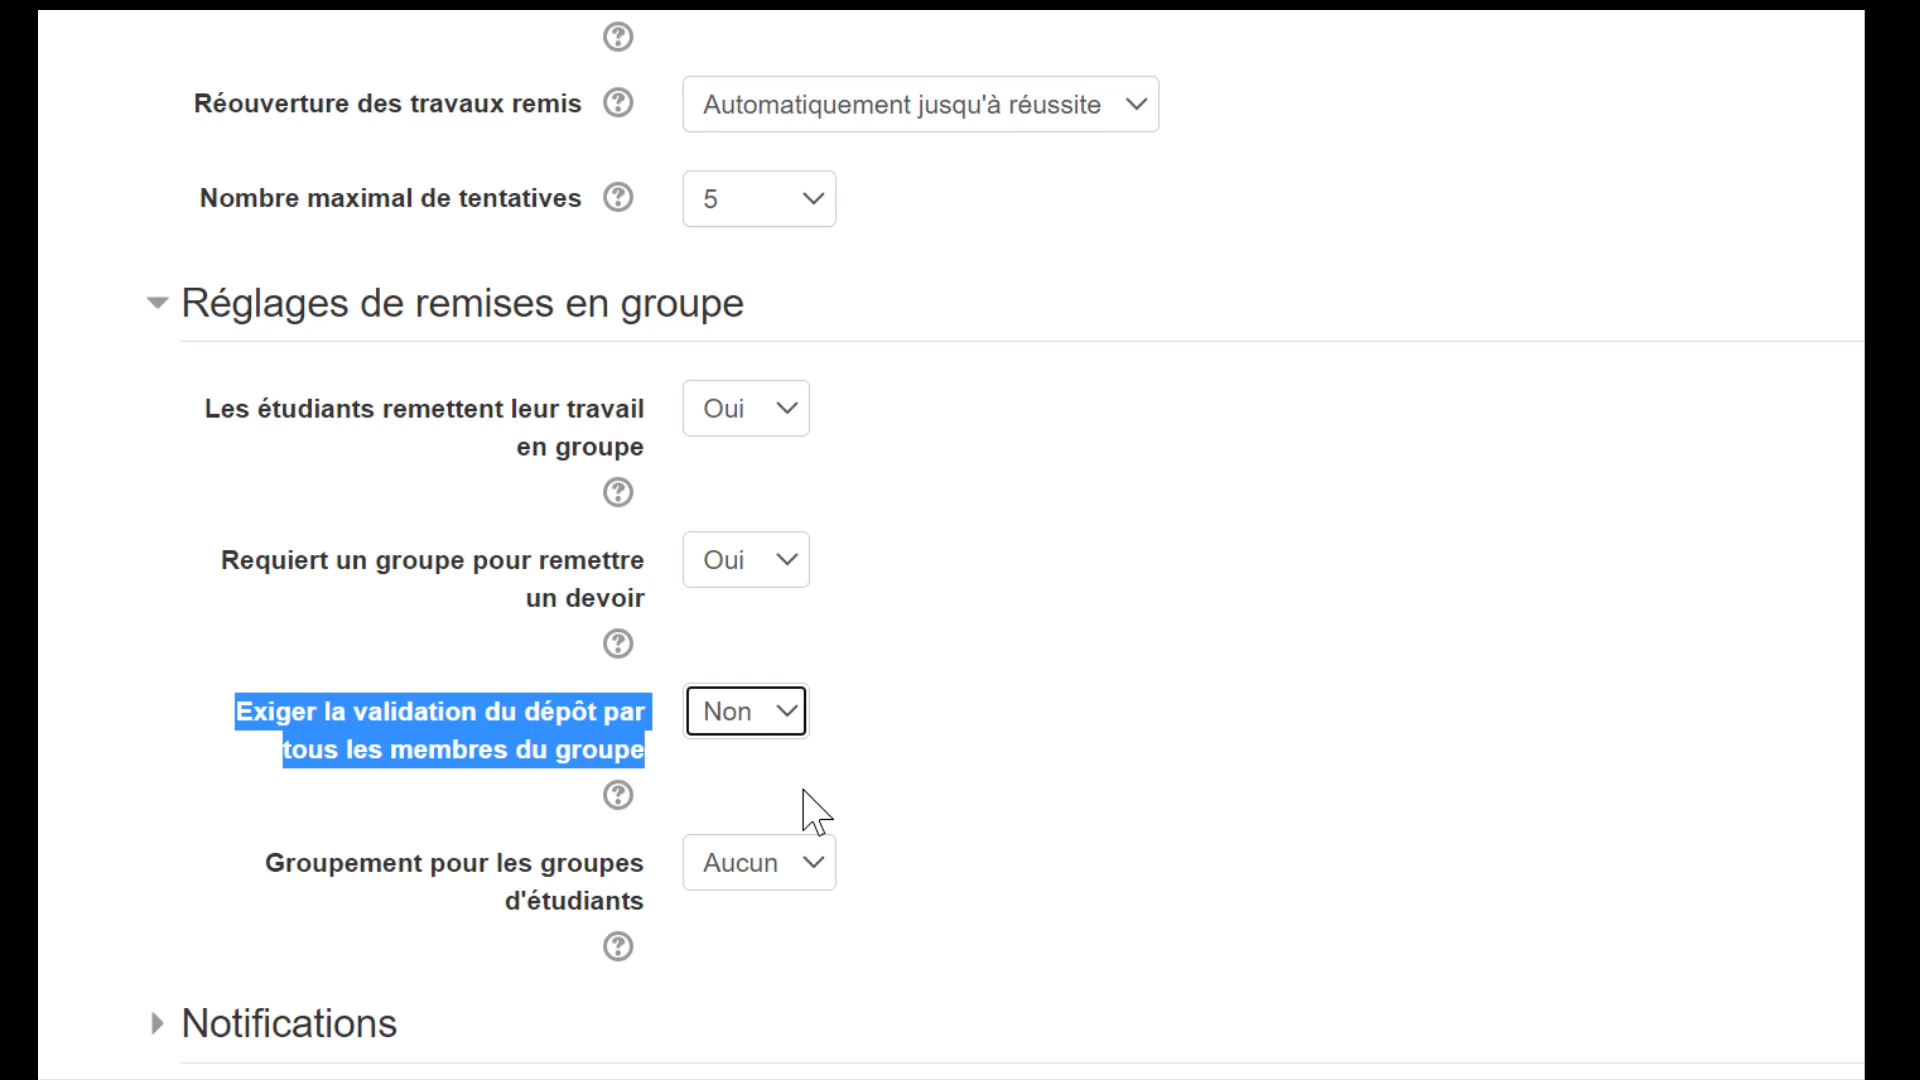 Réouverture des travaux remis
Automatiquement jusqu'à réussite
Nombre maximal de tentatives
5
Réglages de remises en groupe
Les étudiants remettent leur travail
en groupe
Oui
Requiert un groupe pour remettre
un devoir
Oui
Exiger la validation du dépôt par
tous les membres du groupe
Non
Groupement pour les groupes
d'étudiants
Aucun
Notifications